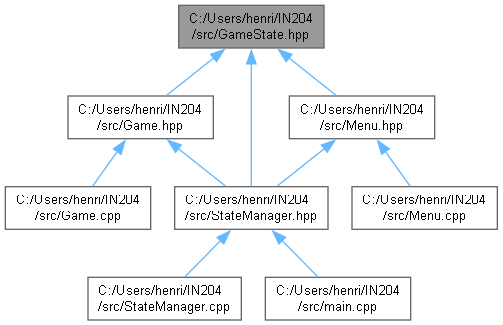 C:/Users/henri/IN204
/src/GameState.hpp
C:/Users/henri/IN204
/src/Game.hpp
C:/Users/henri/IN204
/src/Menu.hpp
C:/Users/henri/IN204
/src/Game.cpp
C:/Users/henri/IN204
/src/StateManager.hpp
C:/Users/henri/IN204
/src/Menu.cpp
C:/Users/henri/IN204
/src/StateManager.cpp
C:/Users/henri/IN204
/src/main.cpp